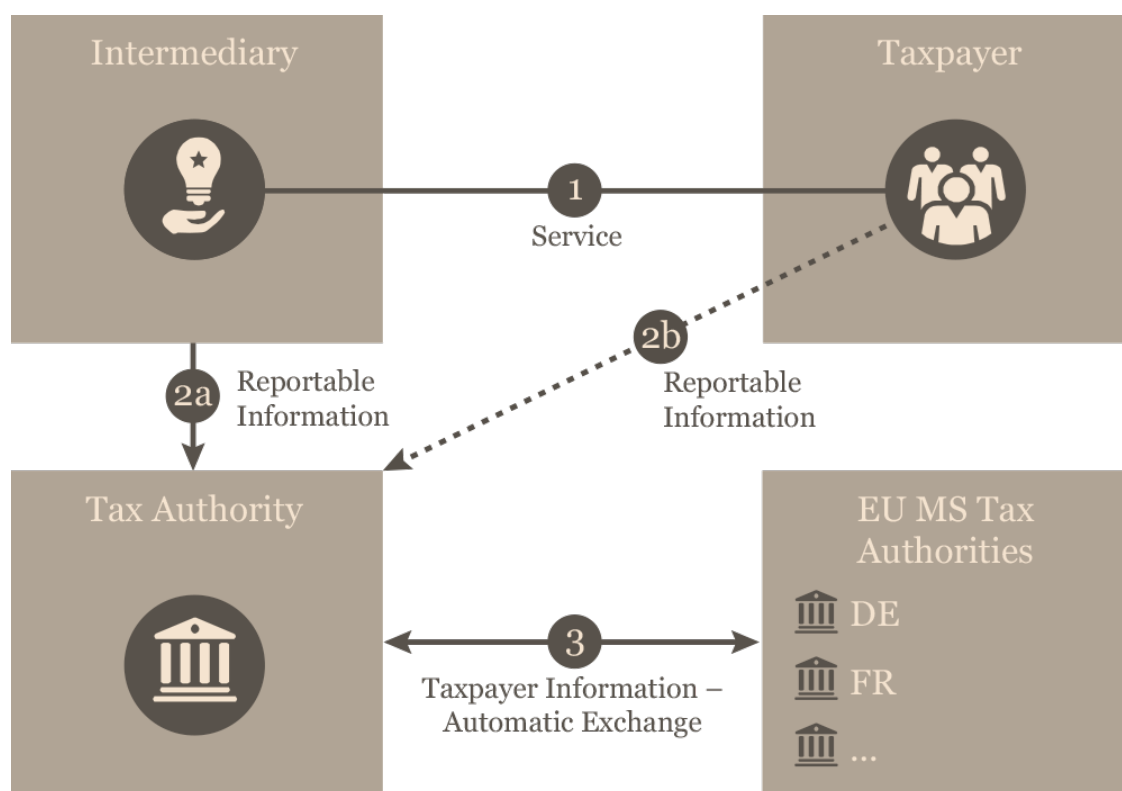 Intermediary
Taxpayer
1
Service
2b
Reportable
Information
2a
Reportable
Information
Tax Authority
EU MS Tax
Authorities
DE
FR
...
3
Taxpayer Information –
Automatic Exchange